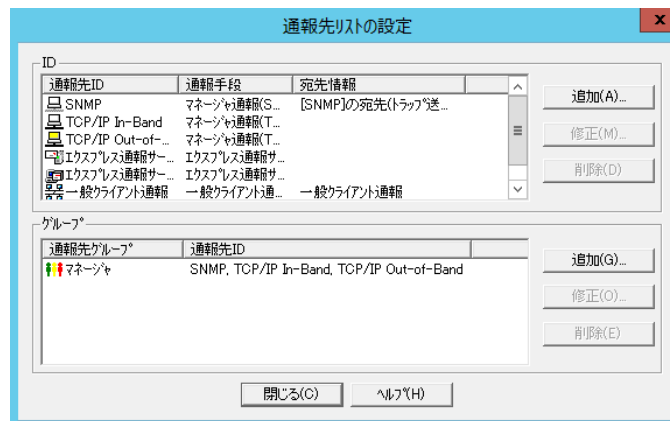 通報先リストの設定
x
ID
通報先ID 通報手段 宛先情報
SNMP マネージャ通報(S... [SNMP]の宛先(トラップ送...
TCP/IP In-Band マネージャ通報(T...
TCP/IP Out-of-... マネージャ通報(T...
エクスプレス通報サー... エクスプレス通報サ...
エクスプレス通報サー... エクスプレス通報サ...
一般クライアント通報 一般クライアント通... 一般クライアント通報
追加(A)...
修正(M)...
削除(D)
グループ
通報先グループ 通報先ID
マネージャ SNMP, TCP/IP In-Band, TCP/IP Out-of-Band
追加(G)...
修正(O)...
削除(E)
閉じる(C) ヘルプ(H)